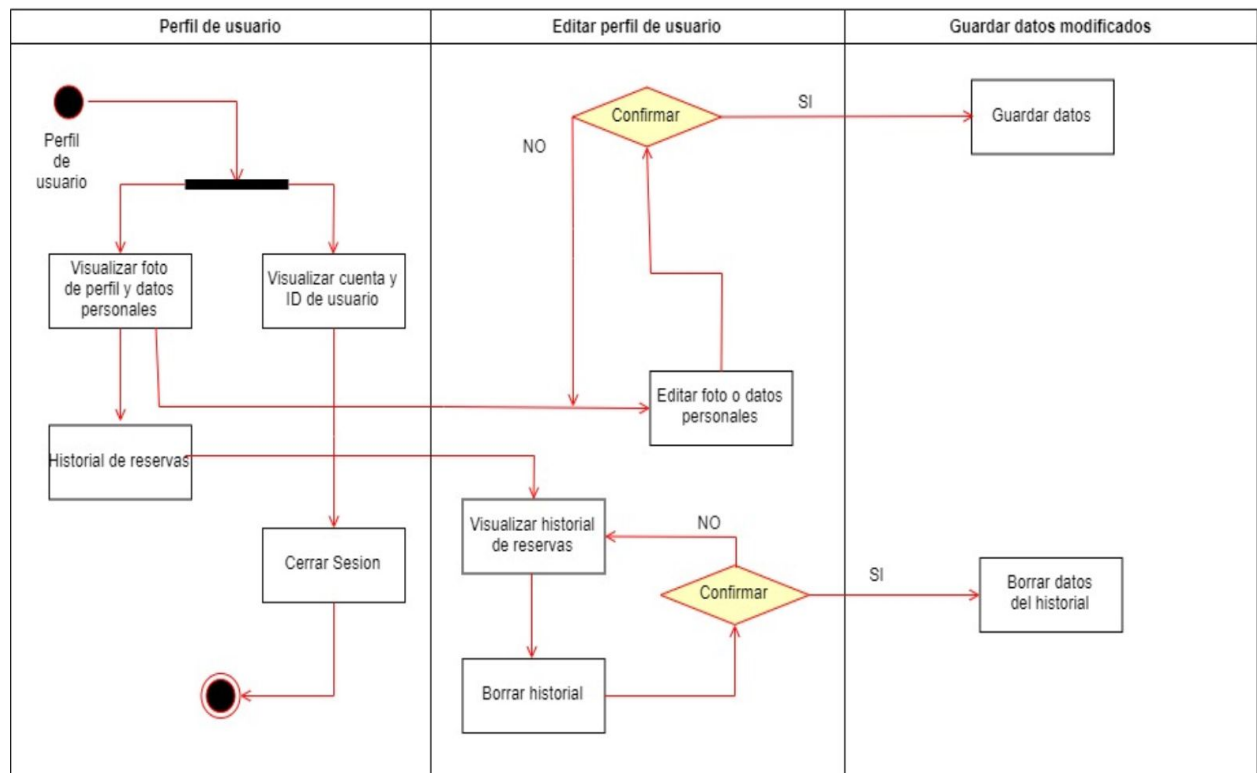 Perfil de usuario
Editar perfil de usuario
Guardar datos modificados
Perfil
de
usuario
Confirmar
SI
NO
Guardar datos
Visualizar foto
de perfil y datos
personales
Visualizar cuenta y
ID de usuario
Editar foto o datos
personales
Historial de reservas
Visualizar historial
de reservas
NO
Cerrar Sesion
Confirmar
SI
Borrar datos
del historial
Borrar historial